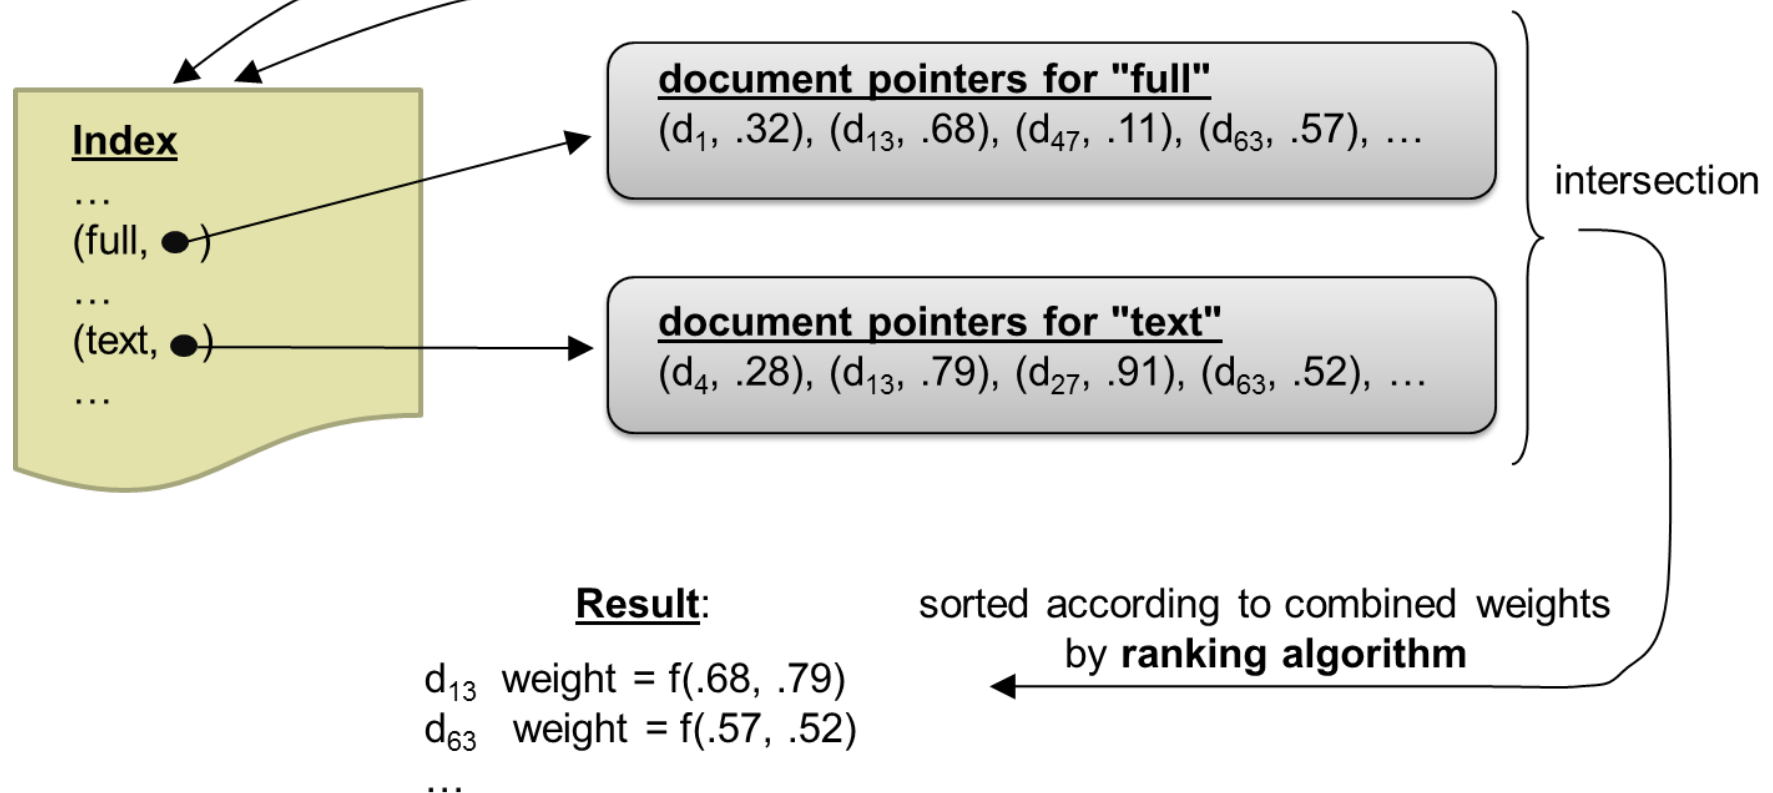 Index
…
(full, ● )
…
(text, ●)
…
document pointers for "full"
(d₁, .32), (d₁₃, .68), (d₄₇, .11), (d₆₃, .57), …
document pointers for "text"
(d₄, .28), (d₁₃, .79), (d₂₇, .91), (d₆₃, .52), …
intersection
sorted according to combined weights
by ranking algorithm
Result:
d₁₃ weight = f(.68, .79)
d₆₃ weight = f(.57, .52)
…